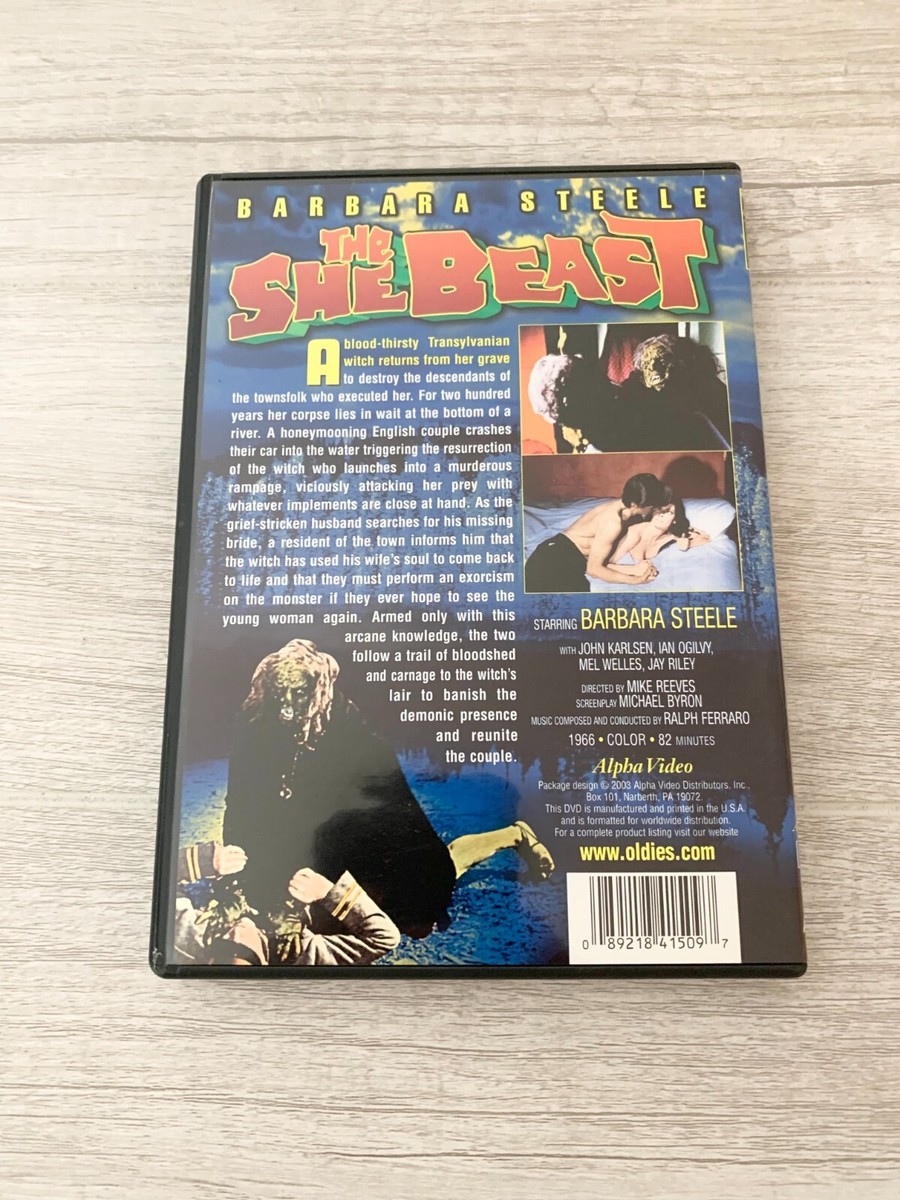 BARBARA STEELE
THE
SHE BEAST
A blood-thirsty Transylvanian
witch returns from her grave
to destroy the descendants of
the townsfolk who executed her. For two hundred
years her corpse lies in wait at the bottom of a
river. A honeymooning English couple crashes
their car into the water triggering the resurrection
of the witch who launches into a murderous
rampage, viciously attacking her prey with
whatever implements are close at hand. As the
grief-stricken husband searches for his missing
bride, a resident of the town informs him that
the witch has used his wife's soul to come back
to life and that they must perform an exorcism
on the monster if they ever hope to see the
young woman again. Armed only with this
arcane knowledge, the two
follow a trail of bloodshed
and carnage to the witch's
lair to banish the
demonic presence
and reunite
the couple.
STARRING BARBARA STEELE
WITH JOHN KARLSEN, IAN OGILVY,
MEL WELLES, JAY RILEY
DIRECTED BY MIKE REEVES
SCREENPLAY MICHAEL BYRON
MUSIC COMPOSED AND CONDUCTED BY RALPH FERRARO
1966 • COLOR • 82 MINUTES
Alpha Video
Package design © 2003 Alpha Video Distributors, Inc.,
Box 101, Narberth, PA 19072.
This DVD is manufactured and printed in the U.S.A.
and is formatted for worldwide distribution.
For a complete product listing visit our website
www.oldies.com
0 89218 41509 7